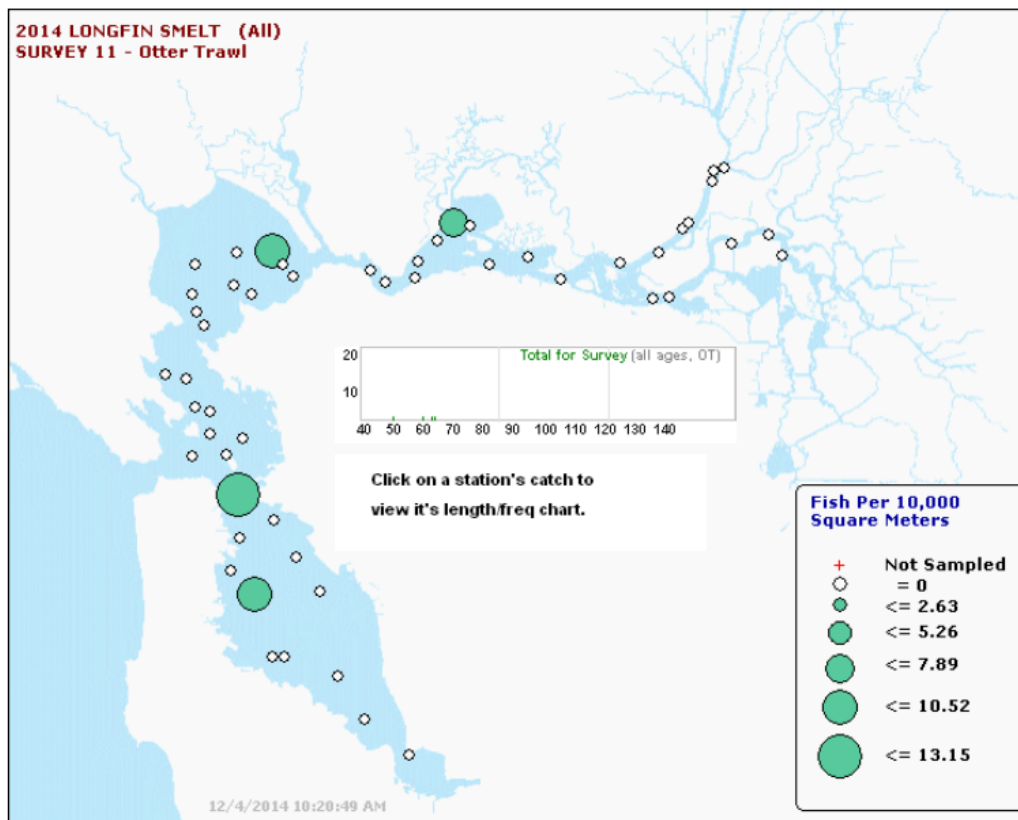 2014 LONGFIN SMELT (All)
SURVEY 11 - Otter Trawl
Total for Survey (all ages, OT)
20
10
40 50 60 70 80 90 100 110 120 130 140
Click on a station's catch to
view it's length/freq chart.
Fish Per 10,000
Square Meters
Not Sampled
= 0
<= 2.63
<= 5.26
<= 7.89
<= 10.52
<= 13.15
12/4/2014 10:20:49 AM